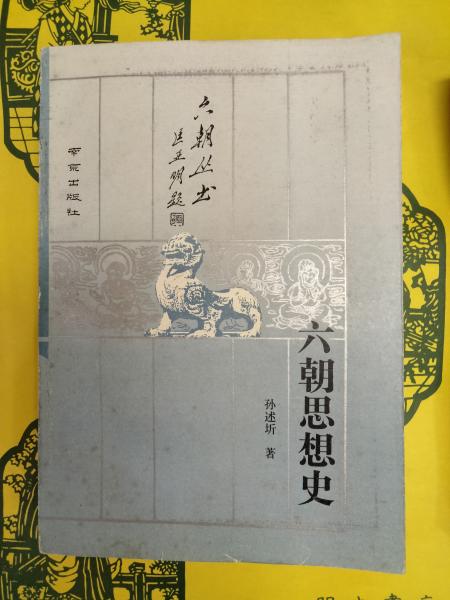 六朝丛书
匡亚明题
南京出版社
六朝思想史
孙述圻 著